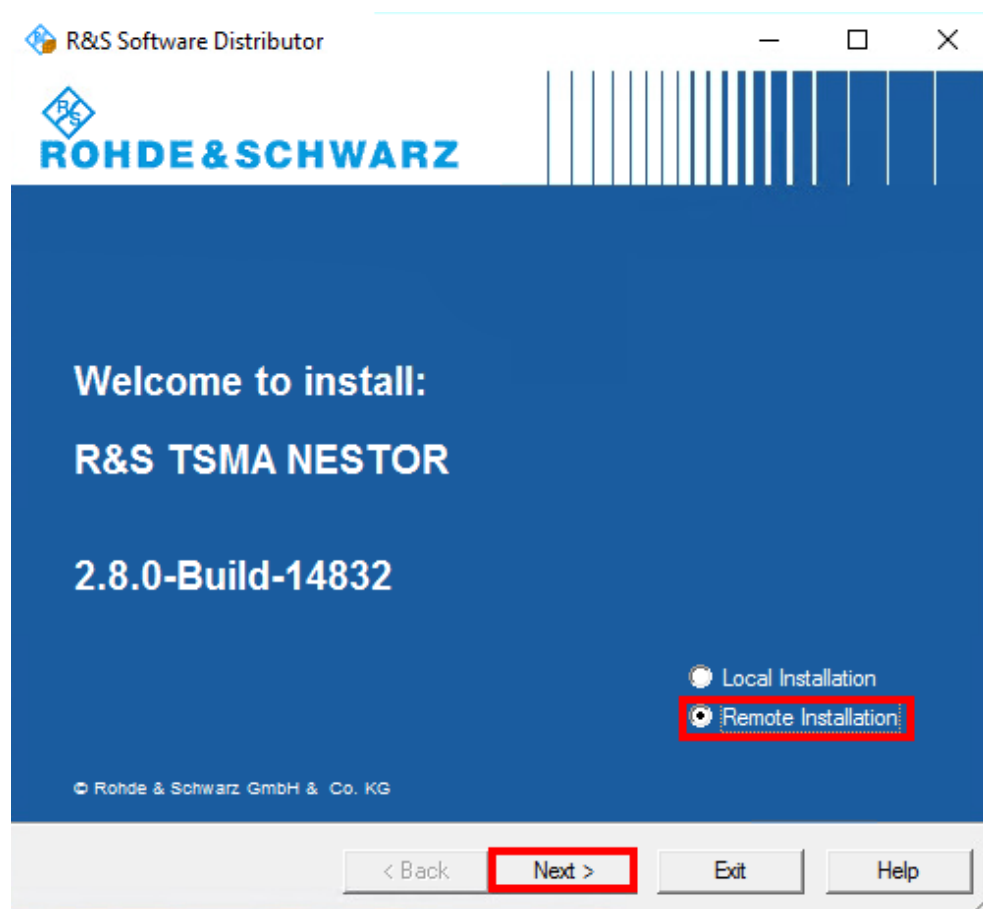 R&S Software Distributor
R&S
ROHDE&SCHWARZ
Welcome to install:
R&S TSMA NESTOR
2.8.0-Build-14832
Local Installation
Remote Installation
© Rohde & Schwarz GmbH & Co. KG
< Back Next > Exit Help